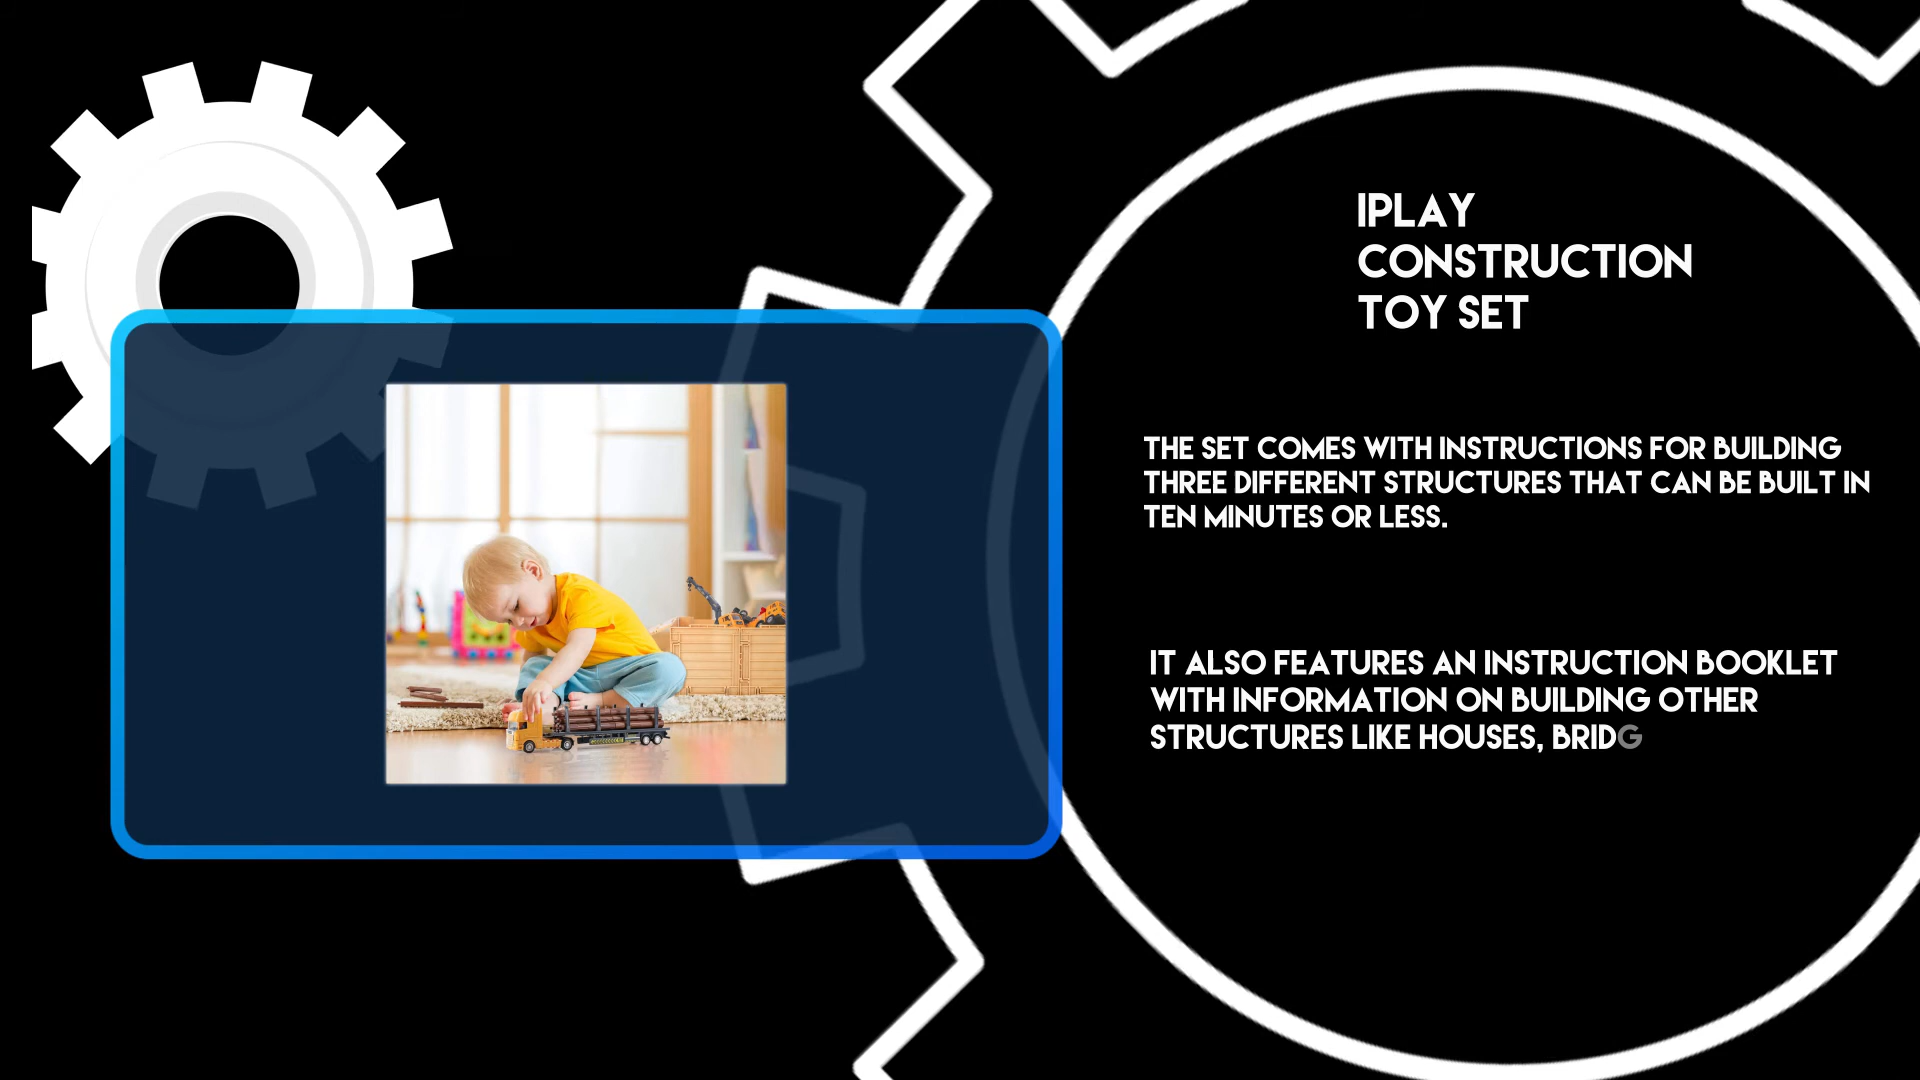 IPLAY
CONSTRUCTION
TOY SET
THE SET COMES WITH INSTRUCTIONS FOR BUILDING
THREE DIFFERENT STRUCTURES THAT CAN BE BUILT IN
TEN MINUTES OR LESS.
IT ALSO FEATURES AN INSTRUCTION BOOKLET
WITH INFORMATION ON BUILDING OTHER
STRUCTURES LIKE HOUSES, BRIDG